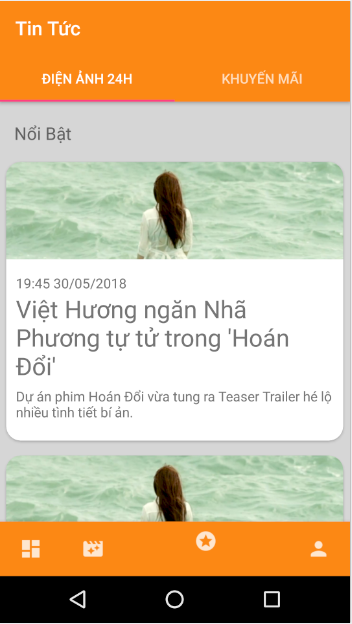 Tin Tức
ĐIỆN ẢNH 24H
KHUYẾN MÃI
Nổi Bật
19:45 30/05/2018
Việt Hương ngăn Nhã
Phương tự tử trong 'Hoán
Đổi'
Dự án phim Hoán Đổi vừa tung ra Teaser Trailer hé lộ
nhiều tình tiết bí ẩn.